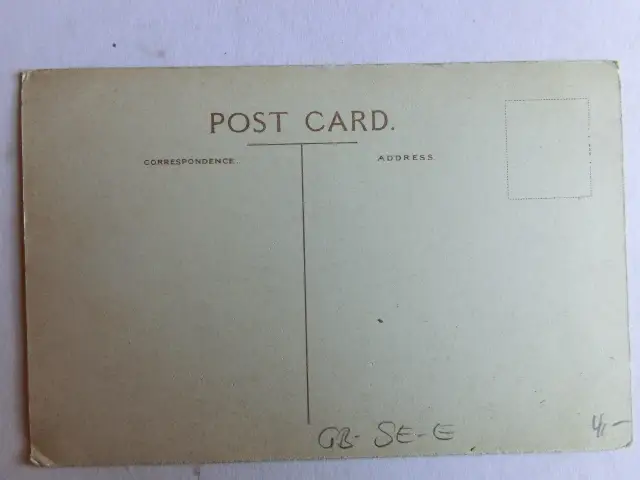 POST CARD.
CORRESPONDENCE.
ADDRESS.
GB- SE-E
4,-